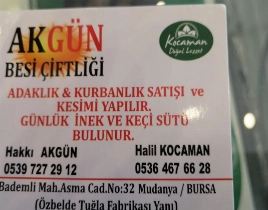 AKGÜN
Kocaman
Doğal Lezzet
BESİ ÇİFTLİĞİ
ADAKLIK & KURBANLIK SATIŞI ve
KESİMİ YAPILIR.
GÜNLÜK İNEK VE KEÇİ SÜTÜ
BULUNUR.
Hakkı AKGÜN Halil KOCAMAN
0539 727 29 12 0536 467 66 28
Bademli Mah.Asma Cad.No:32 Mudanya / BURSA
(Özbelde Tuğla Fabrikası Yanı)